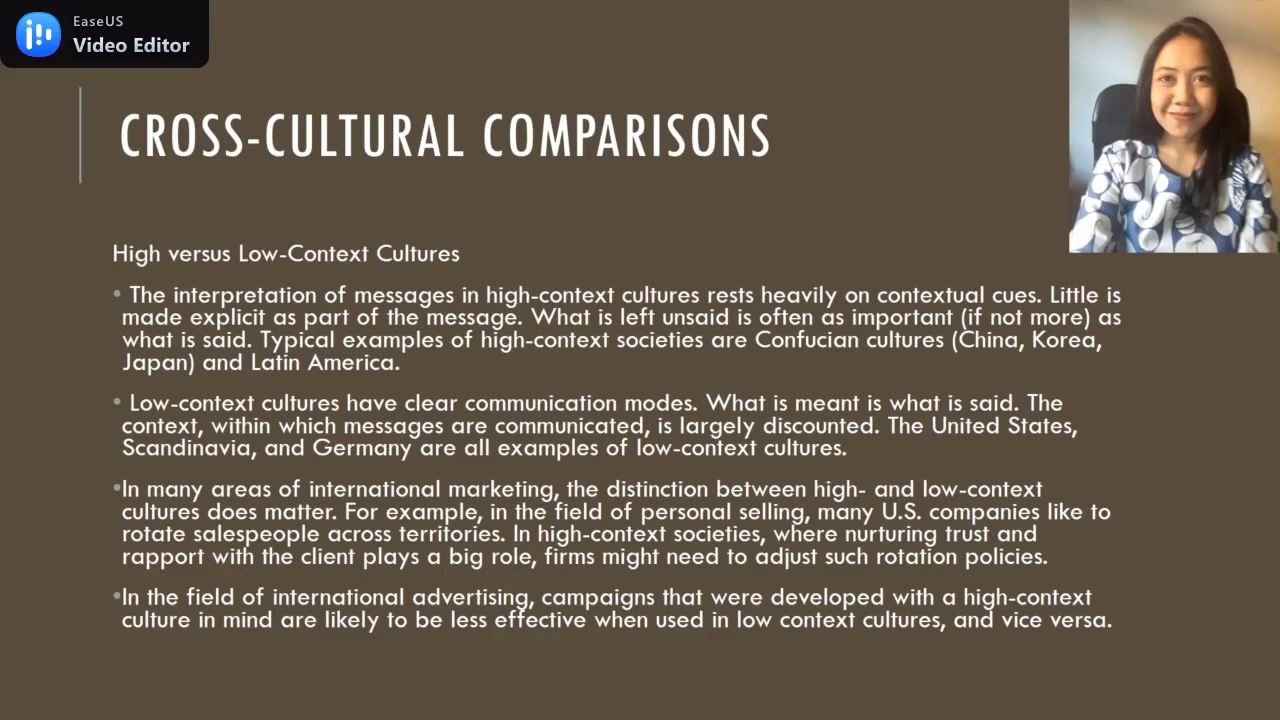 EaseUS
Video Editor
CROSS-CULTURAL COMPARISONS
High versus Low-Context Cultures
• The interpretation of messages in high-context cultures rests heavily on contextual cues. Little is
made explicit as part of the message. What is left unsaid is often as important (if not more) as
what is said. Typical examples of high-context societies are Confucian cultures (China, Korea,
Japan) and Latin America.
• Low-context cultures have clear communication modes. What is meant is what is said. The
context, within which messages are communicated, is largely discounted. The United States,
Scandinavia, and Germany are all examples of low-context cultures.
•In many areas of international marketing, the distinction between high- and low-context
cultures does matter. For example, in the field of personal selling, many U.S. companies like to
rotate salespeople across territories. In high-context societies, where nurturing trust and
rapport with the client plays a big role, firms might need to adjust such rotation policies.
•In the field of international advertising, campaigns that were developed with a high-context
culture in mind are likely to be less effective when used in low context cultures, and vice versa.